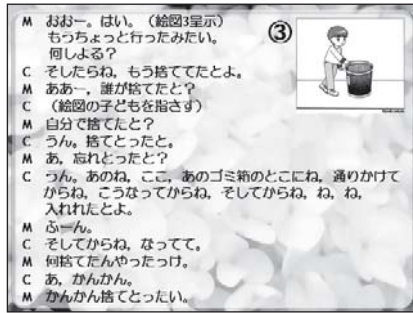 M おおー。はい。（絵図3呈示）
もうちょっと行ったみたい。
何しよる？
③
C そしたらね，もう捨ててたとよ。
M ああー，誰が捨てたと？
C （絵図の子どもを指さす）
M 自分で捨てたと？
C うん。捨てとったと。
M あ，忘れとったと？
C うん。あのね，ここ，あのゴミ箱のとこにね，通りかけて
からね，こうなってからね，そしてからね，ね，ね，
入れれたとよ。
M ふーん。
C そしてからね，なってて。
M 何捨てたんやったっけ。
C あ，かんかん。
M かんかん捨てとったい。